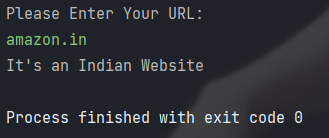 Please Enter Your URL:
amazon.in
It's an Indian Website
Process finished with exit code 0